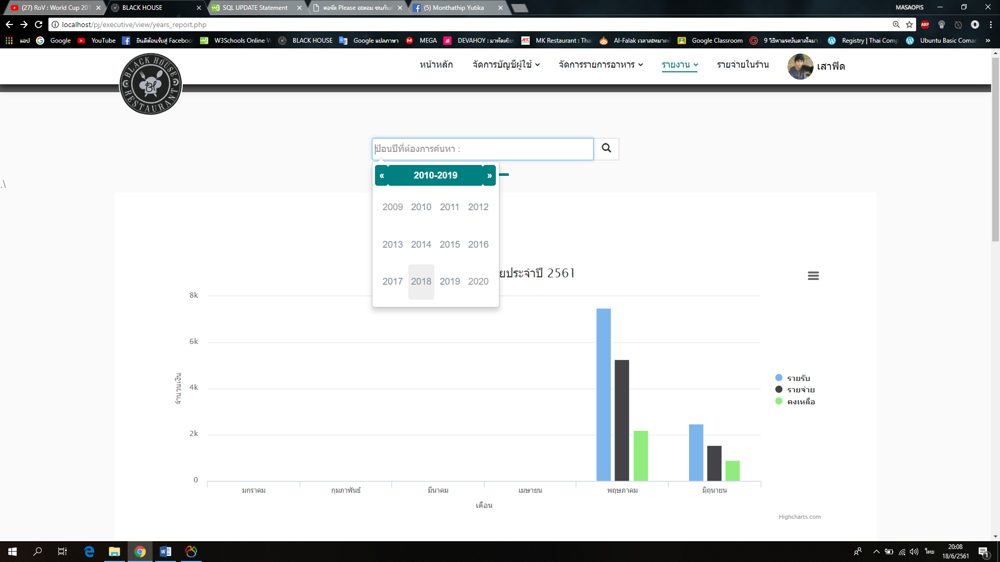 (27) RoV : World Cup 201
BLACK HOUSE
SQL UPDATE Statement
คอร์ด Please อะตอม ชนกันต
(5) Monthathip Yutika
MASAOPIS
localhost/pj/executive/view/years_report.php
ABP
แอป
Google
YouTube
ยินดีต้อนรับสู่ Faceboo
W3Schools Online W
BLACK HOUSE
Google แปลภาษา
MEGA
DEVAHOY : มาหัดเขีย
MK Restaurant : Tha
Al-Falak เวลาละหมาด
Google Classroom
9 วิธีหาแรงบันดาลใจมา
Registry | Thai Comp
Ubuntu Basic Coma
»
BLACK HOUSE
BH
RESTAURANT
หน้าหลัก
จัดการบัญชีผู้ใช้
จัดการรายการอาหาร
รายงาน
รายจ่ายในร้าน
เสาฟิด
ป้อนปีที่ต้องการค้นหา :
« 2010-2019 »
.\
2009 2010 2011 2012
2013 2014 2015 2016
2017 2018 2019 2020
ยประจำปี 2561
8k
6k
4k
2k
0
จำนวนเงิน
รายรับ
รายจ่าย
คงเหลือ
มกราคม
กุมภาพันธ์
มีนาคม
เมษายน
พฤษภาคม
มิถุนายน
เดือน
Highcharts.com
ไทย
20:08
18/6/2561
1